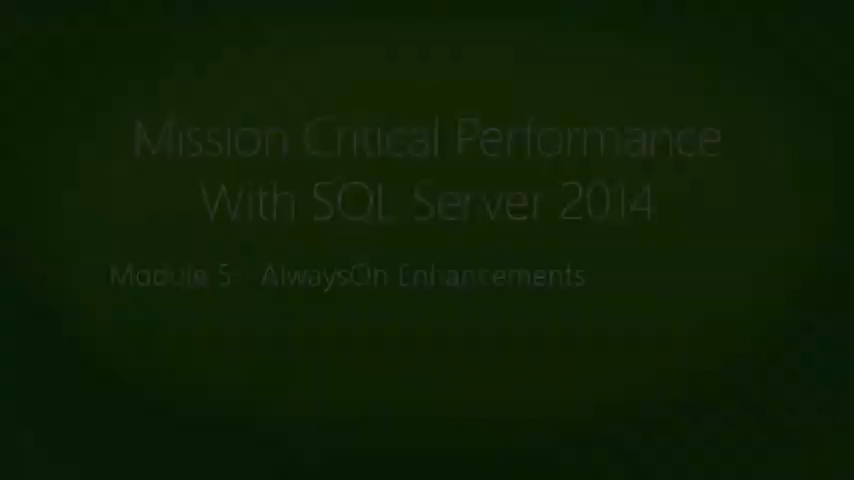 Mission Critical Performance
With SQL Server 2014
Module 5: AlwaysOn Enhancements